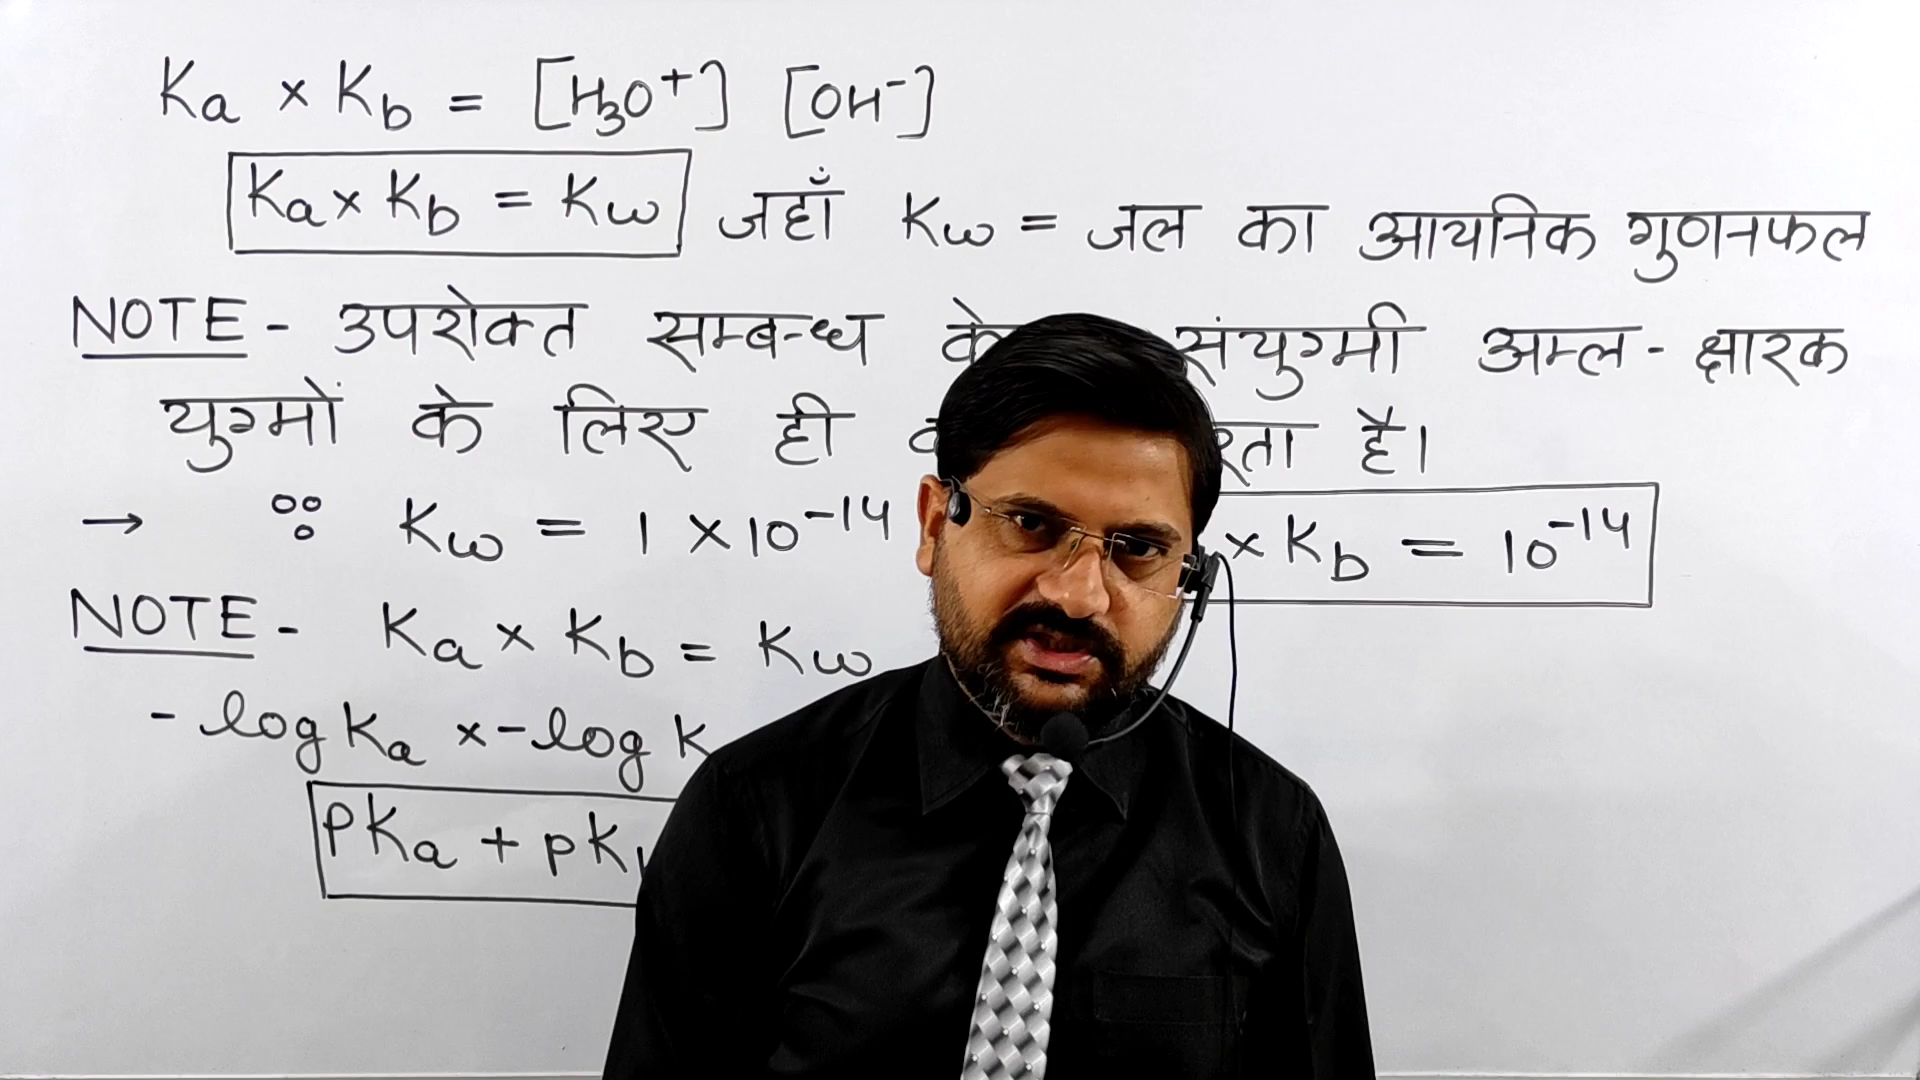 Ka × Kb = [H3O+] [OH-]
Ka × Kb = Kw जहाँ Kw = जल का आयनिक गुणनफल
NOTE - उपरोक्त सम्बन्ध संयुग्मी अम्ल - क्षारक
युग्मों के लिए ही है।
→ ∵ Kw = 1 × 10^-14 × Kb = 10^-14
NOTE - Ka × Kb = Kw
- log Ka × - log K
pKa + pK